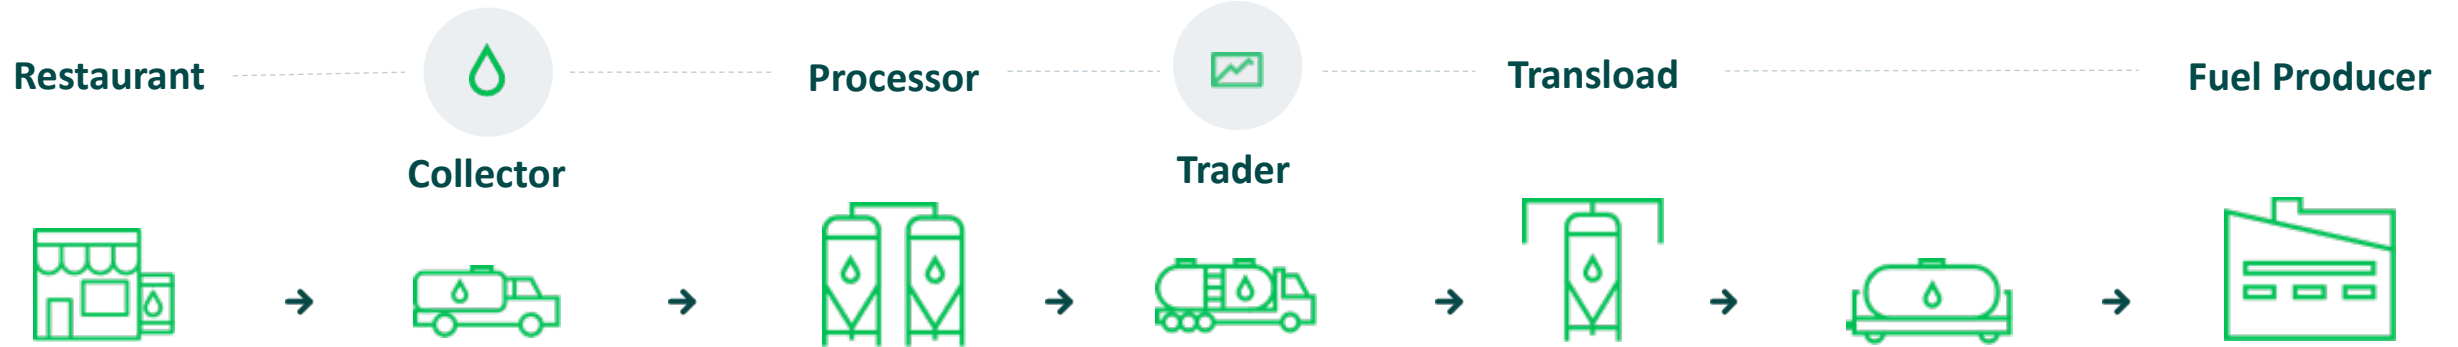 Restaurant
Collector
Processor
Trader
Transload
Fuel Producer